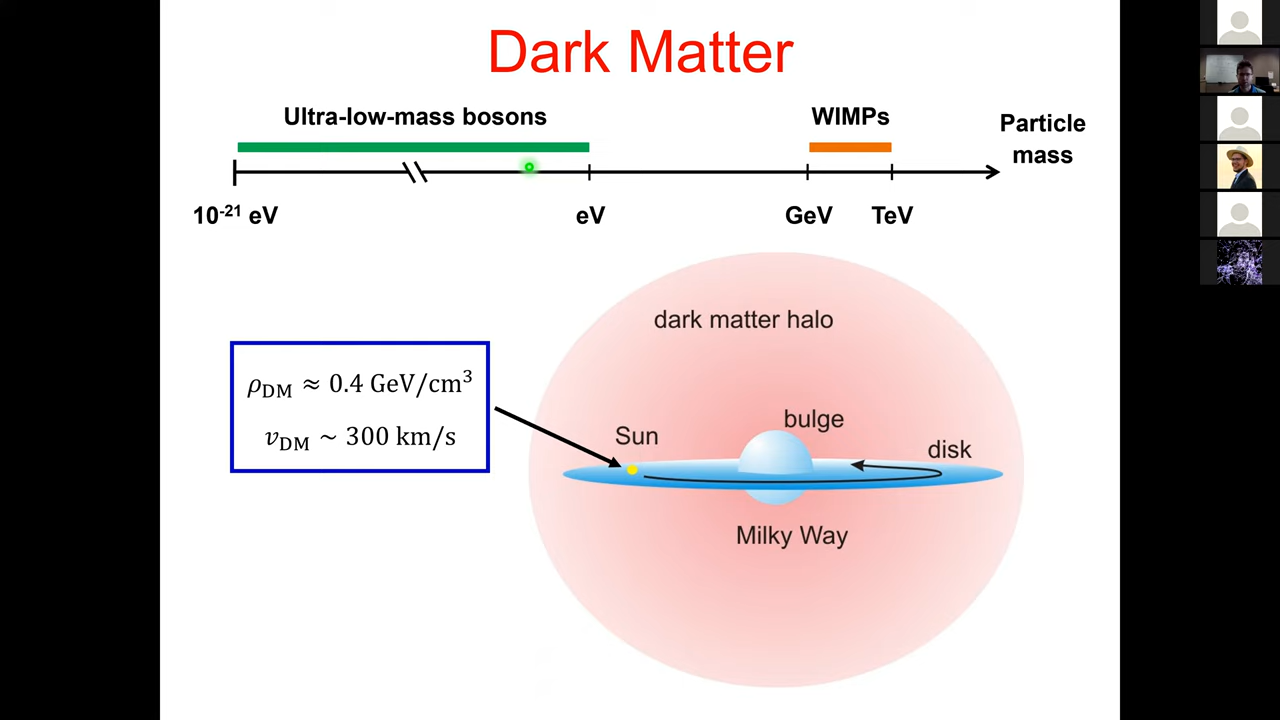 Dark Matter
Ultra-low-mass bosons
WIMPs
Particle
mass
10⁻²¹ eV
eV
GeV
TeV
dark matter halo
ρDM ≈ 0.4 GeV/cm³
vDM ~ 300 km/s
Sun
bulge
disk
Milky Way